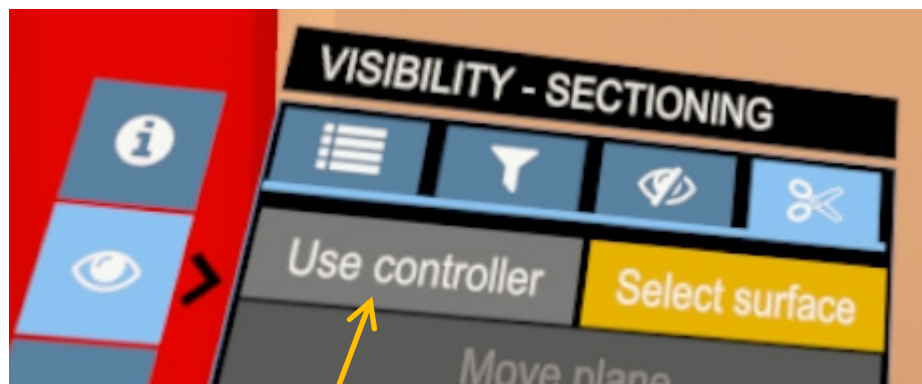 VISIBILITY - SECTIONING
Use controller
Select surface
Move plane